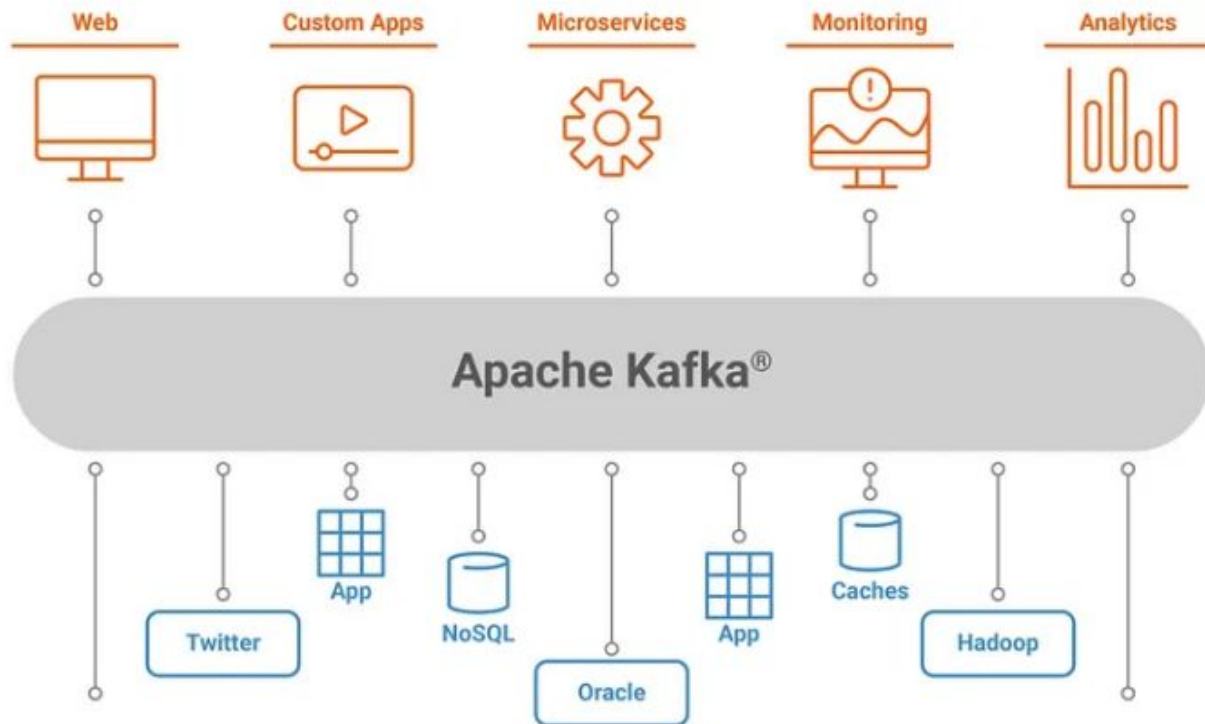 Web
Custom Apps
Microservices
Monitoring
Analytics
!
Apache Kafka®
App
Caches
App
NoSQL
Twitter
Hadoop
Oracle